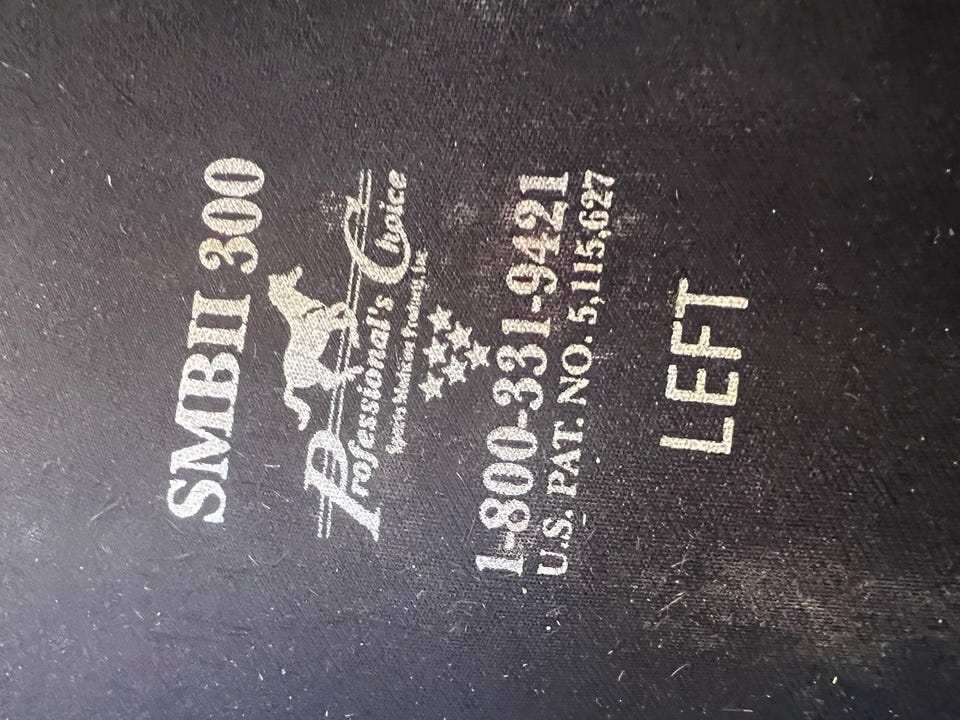 SMBII 300
Professional's Choice
Sports Medicine Products, Inc
1-800-331-9421
U.S. PAT. NO. 5,115,627
LEFT